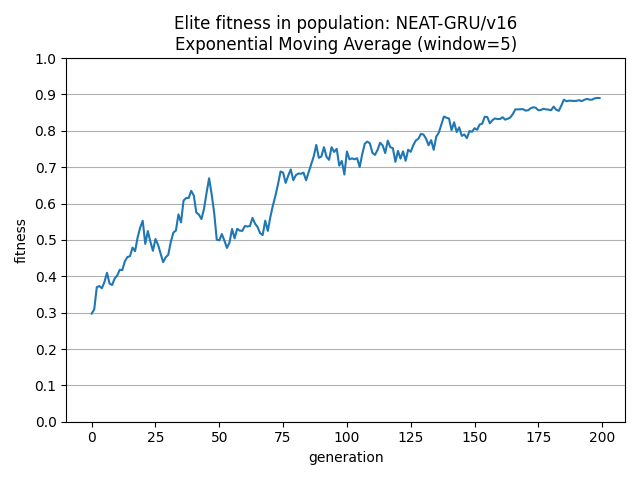 Elite fitness in population: NEAT-GRU/v16
Exponential Moving Average (window=5)
fitness
1.0
0.9
0.8
0.7
0.6
0.5
0.4
0.3
0.2
0.1
0.0
0 25 50 75 100 125 150 175 200
generation